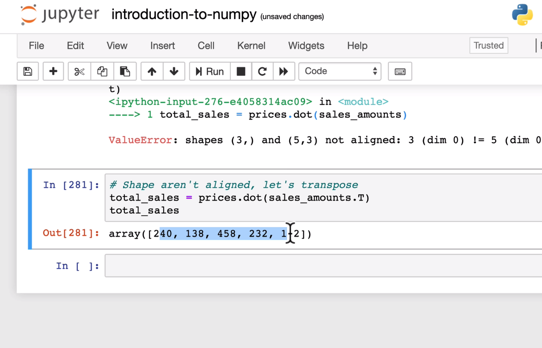 jupyter introduction-to-numpy (unsaved changes)
File Edit View Insert Cell Kernel Widgets Help Trusted
Run Code
t)
<ipython-input-276-e4058314ac09> in <module>
----> 1 total_sales = prices.dot(sales_amounts)
ValueError: shapes (3,) and (5,3) not aligned: 3 (dim 0) != 5 (dim 0
In [281]: # Shape aren't aligned, let's transpose
total_sales = prices.dot(sales_amounts.T)
total_sales
Out[281]: array([240, 138, 458, 232,
In [ ]: